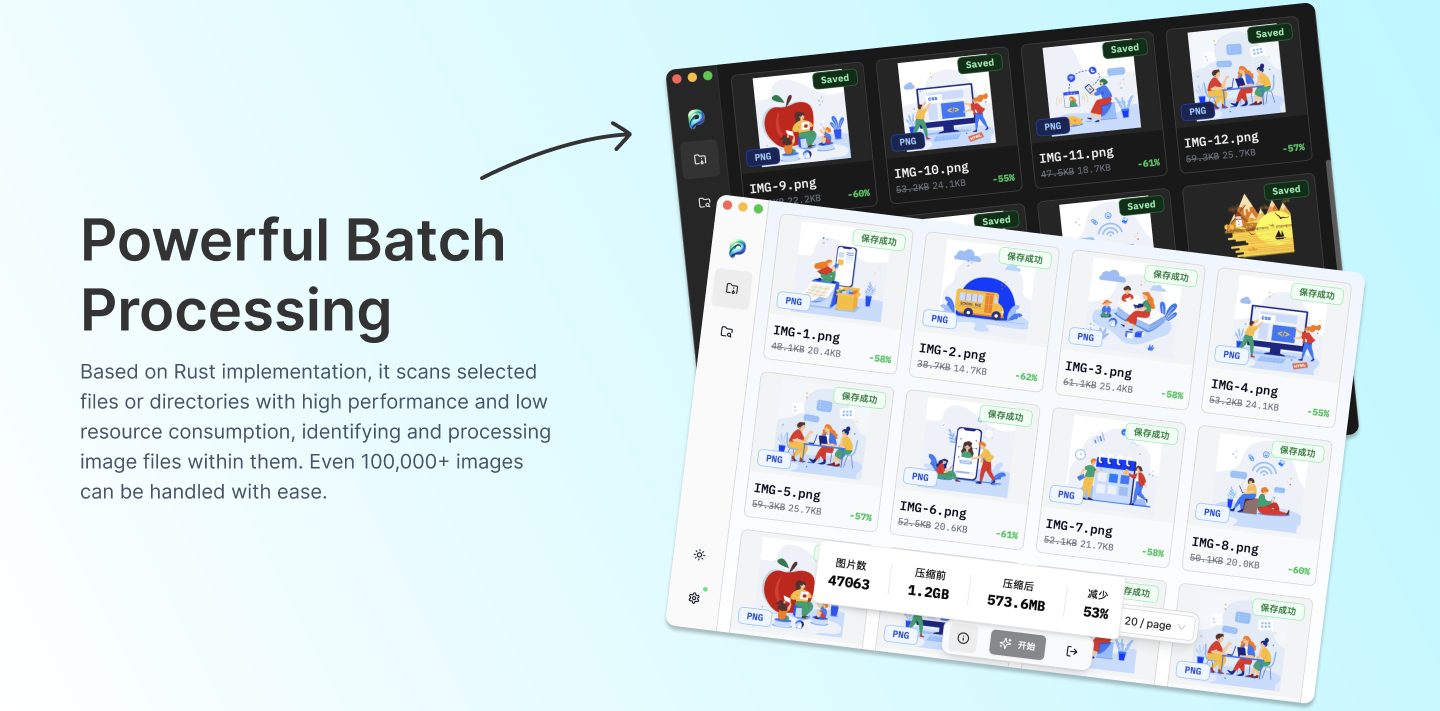 Powerful Batch
Processing
Based on Rust implementation, it scans selected
files or directories with high performance and low
resource consumption, identifying and processing
image files within them. Even 100,000+ images
can be handled with ease.
Saved
Saved
Saved
Saved
PNG
PNG
PNG
PNG
IMG-9.png
22.2KB -60%
IMG-10.png
53.2KB 24.1KB -55%
IMG-11.png
47.5KB 18.7KB -61%
IMG-12.png
59.3KB 25.7KB -57%
Saved
Saved
Saved
保存成功
保存成功
保存成功
保存成功
PNG
PNG
PNG
PNG
IMG-1.png
48.1KB 20.4KB -58%
IMG-2.png
38.7KB 14.7KB -62%
IMG-3.png
61.1KB 25.4KB -58%
IMG-4.png
53.2KB 24.1KB -55%
保存成功
保存成功
保存成功
保存成功
PNG
PNG
PNG
PNG
IMG-5.png
59.3KB 25.7KB -57%
IMG-6.png
52.5KB 20.6KB -61%
IMG-7.png
52.1KB 21.7KB -58%
IMG-8.png
50.1KB 20.0KB -60%
保存成功
PNG
PNG
PNG
图片数
47063
压缩前
1.2GB
压缩后
573.6MB
减少
53%
20 / page
开始